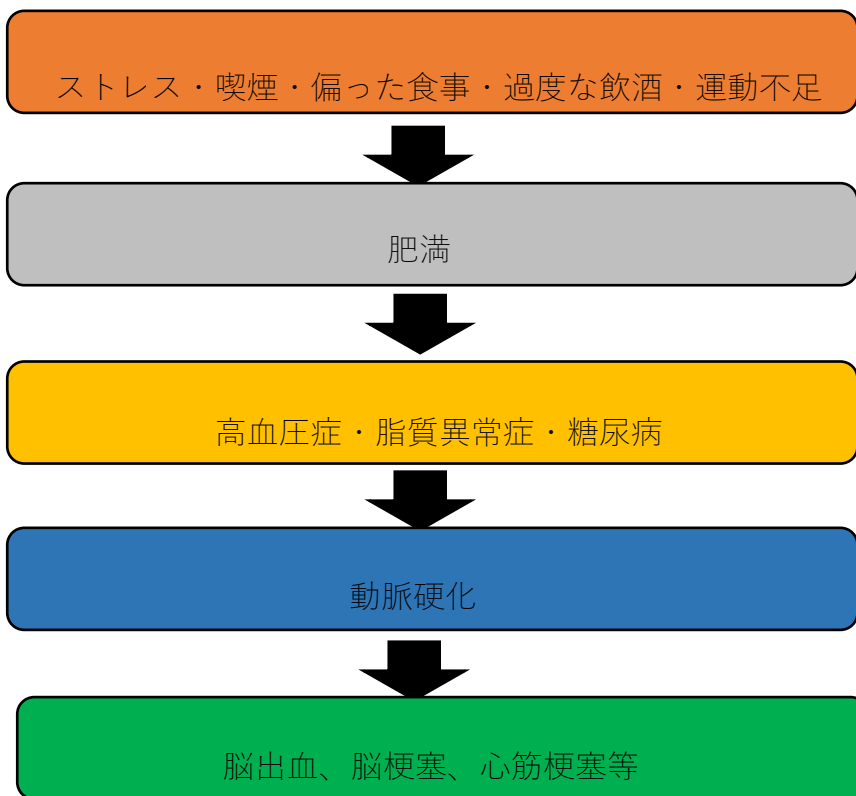 ストレス・喫煙・偏った食事・過度な飲酒・運動不足
肥満
高血圧症・脂質異常症・糖尿病
動脈硬化
脳出血、脳梗塞、心筋梗塞等